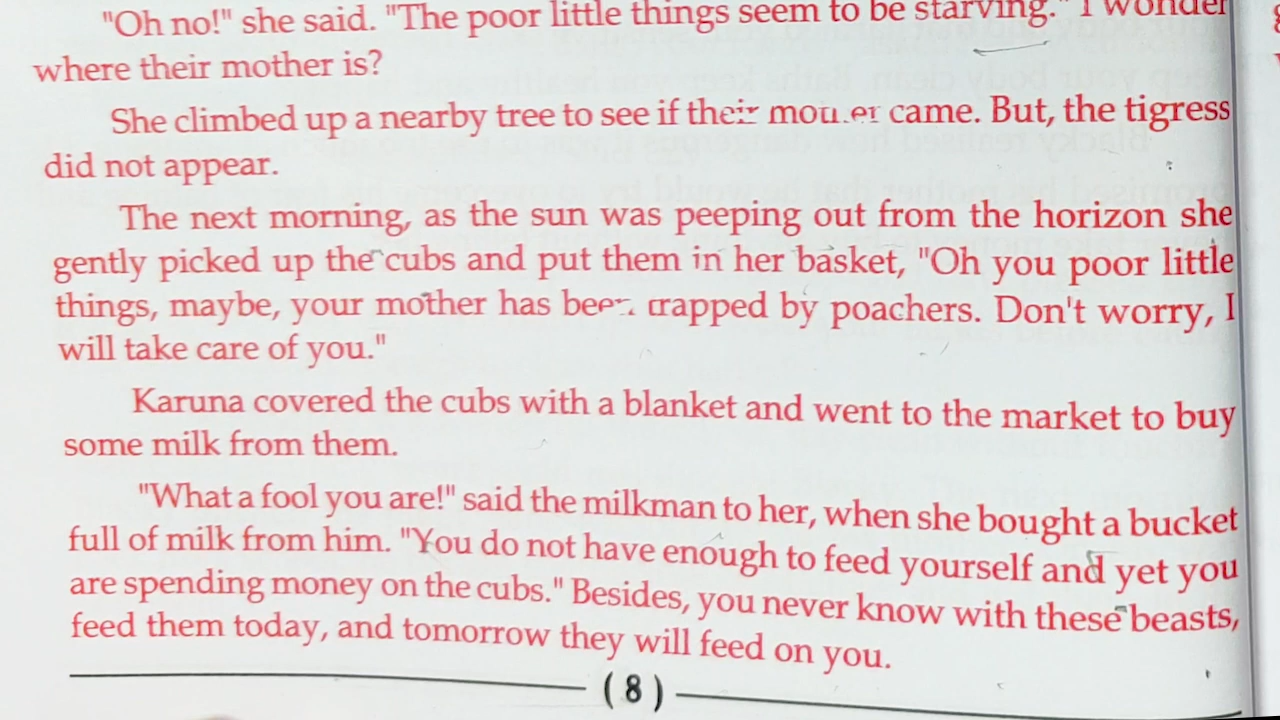 "Oh no!" she said. "The poor little things seem to be starving." I wonder
where their mother is?
She climbed up a nearby tree to see if their mother came. But, the tigress
did not appear.
The next morning, as the sun was peeping out from the horizon she
gently picked up the cubs and put them in her basket, "Oh you poor little
things, maybe, your mother has been trapped by poachers. Don't worry, I
will take care of you."
Karuna covered the cubs with a blanket and went to the market to buy
some milk from them.
"What a fool you are!" said the milkman to her, when she bought a bucket
full of milk from him. "You do not have enough to feed yourself and yet you
are spending money on the cubs." Besides, you never know with these beasts,
feed them today, and tomorrow they will feed on you.
( 8 )